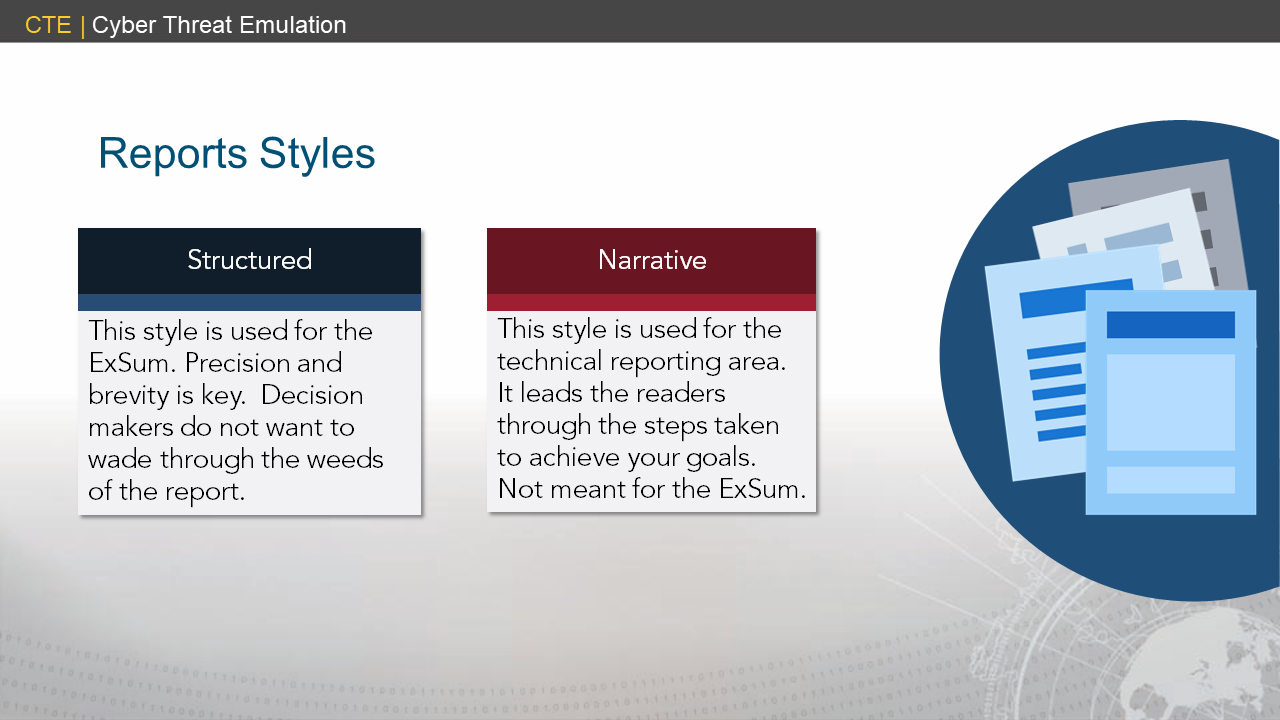 CTE | Cyber Threat Emulation
Reports Styles
Structured
This style is used for the
ExSum. Precision and
brevity is key.  Decision
makers do not want to
wade through the weeds
of the report.
Narrative
This style is used for the
technical reporting area.
It leads the readers
through the steps taken
to achieve your goals.
Not meant for the ExSum.